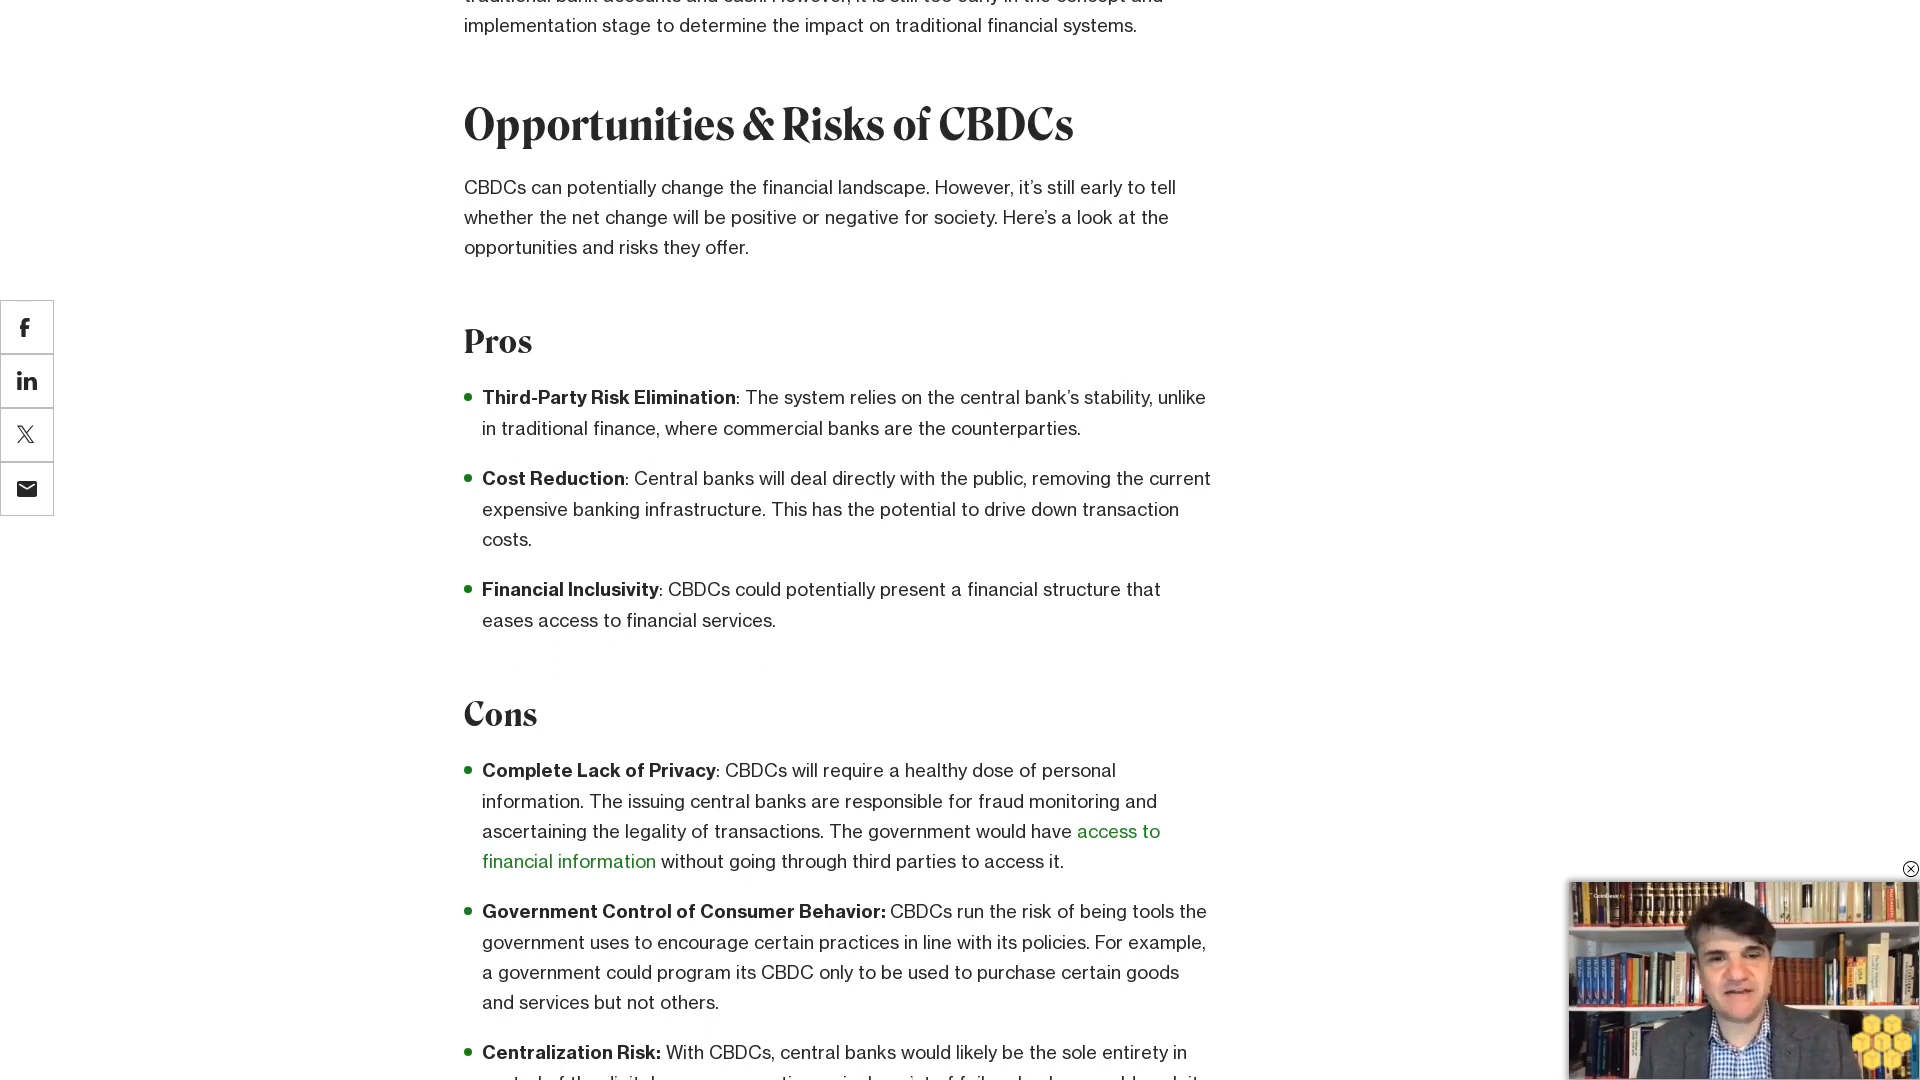 implementation stage to determine the impact on traditional financial systems.
Opportunities & Risks of CBDCs
CBDCs can potentially change the financial landscape. However, it’s still early to tell
whether the net change will be positive or negative for society. Here’s a look at the
opportunities and risks they offer.
Pros
Third-Party Risk Elimination: The system relies on the central bank’s stability, unlike
in traditional finance, where commercial banks are the counterparties.
Cost Reduction: Central banks will deal directly with the public, removing the current
expensive banking infrastructure. This has the potential to drive down transaction
costs.
Financial Inclusivity: CBDCs could potentially present a financial structure that
eases access to financial services.
Cons
Complete Lack of Privacy: CBDCs will require a healthy dose of personal
information. The issuing central banks are responsible for fraud monitoring and
ascertaining the legality of transactions. The government would have access to
financial information without going through third parties to access it.
Government Control of Consumer Behavior: CBDCs run the risk of being tools the
government uses to encourage certain practices in line with its policies. For example,
a government could program its CBDC only to be used to purchase certain goods
and services but not others.
Centralization Risk: With CBDCs, central banks would likely be the sole entirety in